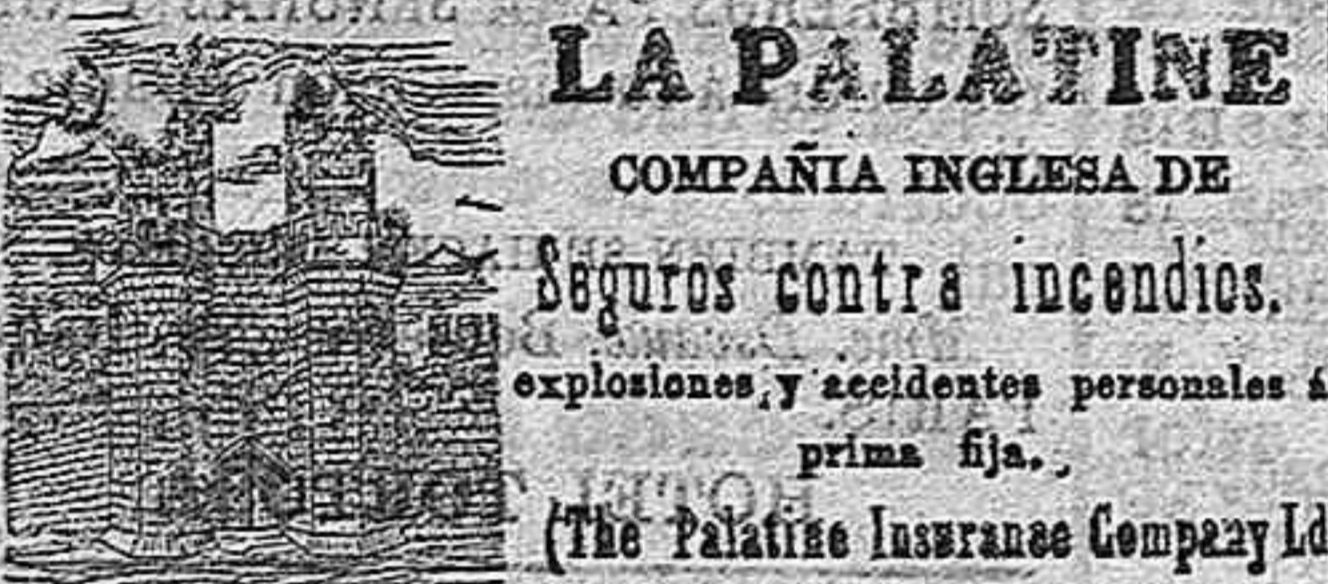 LA PALATINE
COMPAÑIA INGLESA DE
Seguros contra incendios.
explosiones, y accidentes personales á
prima fija.
(The Palatine Insurance Company Ld